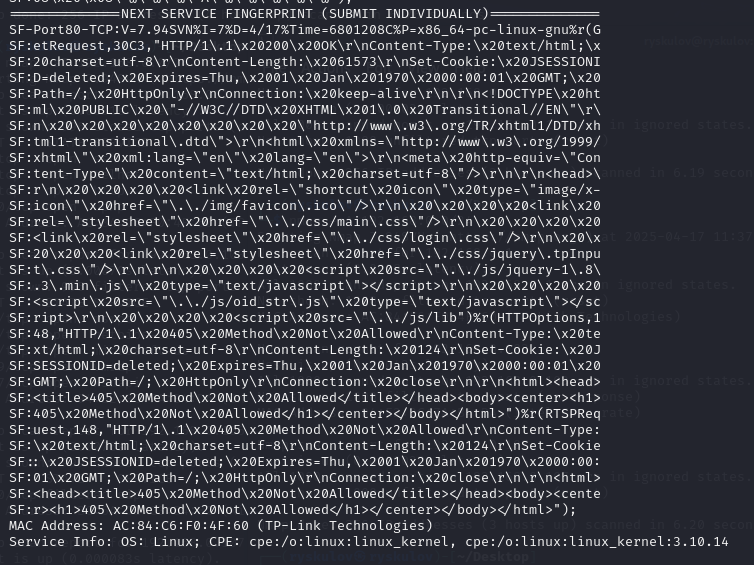 ==============NEXT SERVICE FINGERPRINT (SUBMIT INDIVIDUALLY)==============
SF-Port80-TCP:V=7.94SVN%I=7%D=4/17%Time=6801208C%P=x86_64-pc-linux-gnu%r(G
SF:etRequest,30C3,"HTTP/1\.1\x20200\x20OK\r\nContent-Type:\x20text/html;\x
SF:20charset=utf-8\r\nContent-Length:\x2061573\r\nSet-Cookie:\x20JSESSIONI
SF:D=deleted;\x20Expires=Thu,\x2001\x20Jan\x201970\x2000:00:01\x20GMT;\x20
SF:Path=/;\x20HttpOnly\r\nConnection:\x20keep-alive\r\n\r\n<!DOCTYPE\x20ht
SF:ml\x20PUBLIC\x20\"-//W3C//DTD\x20XHTML\x201\.0\x20Transitional//EN\"\r\
SF:n\x20\x20\x20\x20\x20\x20\x20\x20\"http://www\.w3\.org/TR/xhtml1/DTD/xh
SF:tml1-transitional\.dtd\">\r\n<html\x20xmlns=\"http://www\.w3\.org/1999/
SF:xhtml\"\x20xml:lang=\"en\"\x20lang=\"en\">\r\n<meta\x20http-equiv=\"Con
SF:tent-Type\"\x20content=\"text/html;\x20charset=utf-8\"/>\r\n\r\n<head>\
SF:r\n\x20\x20\x20\x20<link\x20rel=\"shortcut\x20icon\"\x20type=\"image/x-
SF:icon\"\x20href=\"\.\./img/favicon\.ico\"/>\r\n\x20\x20\x20\x20<link\x20
SF:rel=\"stylesheet\"\x20href=\"\.\./css/main\.css\"/>\r\n\x20\x20\x20\x20
SF:<link\x20rel=\"stylesheet\"\x20href=\"\.\./css/login\.css\"/>\r\n\x20\x
SF:20\x20\x20<link\x20rel=\"stylesheet\"\x20href=\"\.\./css/jquery\.tpInpu
SF:t\.css\"/>\r\n\r\n\x20\x20\x20\x20<script\x20src=\"\.\./js/jquery-1\.8\
SF:.3\.min\.js\"\x20type=\"text/javascript\"></script>\r\n\x20\x20\x20\x20
SF:<script\x20src=\"\.\./js/oid_str\.js\"\x20type=\"text/javascript\"></sc
SF:ript>\r\n\x20\x20\x20\x20<script\x20src=\"\.\./js/lib")%r(HTTPOptions,1
SF:48,"HTTP/1\.1\x20405\x20Method\x20Not\x20Allowed\r\nContent-Type:\x20te
SF:xt/html;\x20charset=utf-8\r\nContent-Length:\x20124\r\nSet-Cookie:\x20J
SF:SESSIONID=deleted;\x20Expires=Thu,\x2001\x20Jan\x201970\x2000:00:01\x20
SF:GMT;\x20Path=/;\x20HttpOnly\r\nConnection:\x20close\r\n\r\n<html><head>
SF:<title>405\x20Method\x20Not\x20Allowed</title></head><body><center><h1>
SF:405\x20Method\x20Not\x20Allowed</h1></center></body></html>")%r(RTSPReq
SF:uest,148,"HTTP/1\.1\x20405\x20Method\x20Not\x20Allowed\r\nContent-Type:
SF:\x20text/html;\x20charset=utf-8\r\nContent-Length:\x20124\r\nSet-Cookie
SF::\x20JSESSIONID=deleted;\x20Expires=Thu,\x2001\x20Jan\x201970\x2000:00:
SF:01\x20GMT;\x20Path=/;\x20HttpOnly\r\nConnection:\x20close\r\n\r\n<html>
SF:<head><title>405\x20Method\x20Not\x20Allowed</title></head><body><cente
SF:r><h1>405\x20Method\x20Not\x20Allowed</h1></center></body></html>");
MAC Address: AC:84:C6:F0:4F:60 (TP-Link Technologies)
Service Info: OS: Linux; CPE: cpe:/o:linux:linux_kernel, cpe:/o:linux:linux_kernel:3.10.14